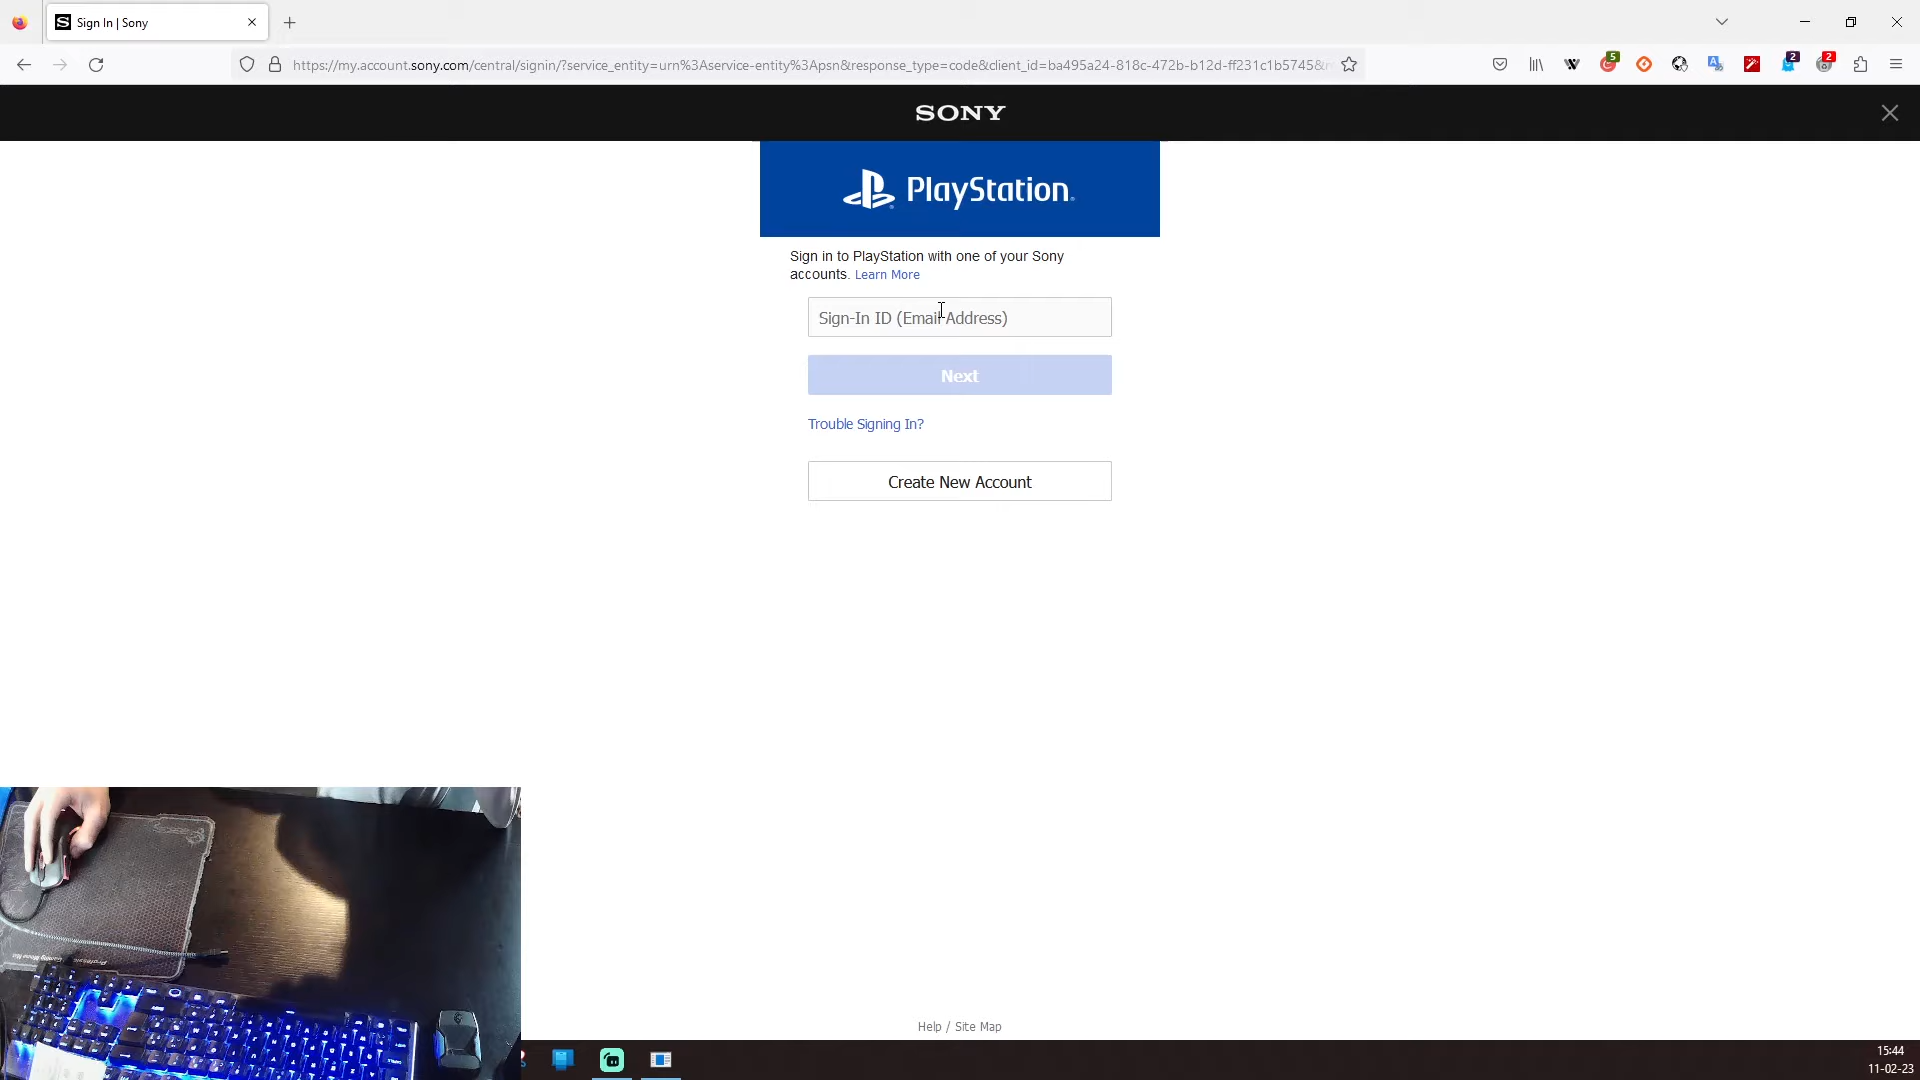 Sign In | Sony
https://my.account.sony.com/central/signin/?service_entity=urn%3Aservice-entity%3Apsn&response_type=code&client_id=ba495a24-818c-472b-b12d-ff231c1b5745&
5
2
2
SONY
PlayStation
Sign in to PlayStation with one of your Sony
accounts. Learn More
Sign-In ID (Email Address)
Next
Trouble Signing In?
Create New Account
Help / Site Map
15:44
11-02-23